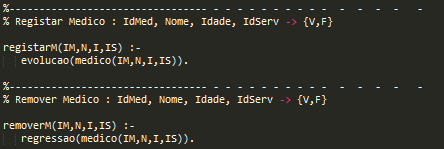 %--------------------------------- - - - - - - - - - - - - - - -
% Registar Medico : IdMed, Nome, Idade, IdServ -> {V,F}
registarM(IM,N,I,IS) :-
evolucao(medico(IM,N,I,IS)).
%--------------------------------- - - - - - - - - - - - - - - -
% Remover Medico : IdMed, Nome, Idade, IdServ -> {V,F}
removerM(IM,N,I,IS) :-
regressao(medico(IM,N,I,IS)).